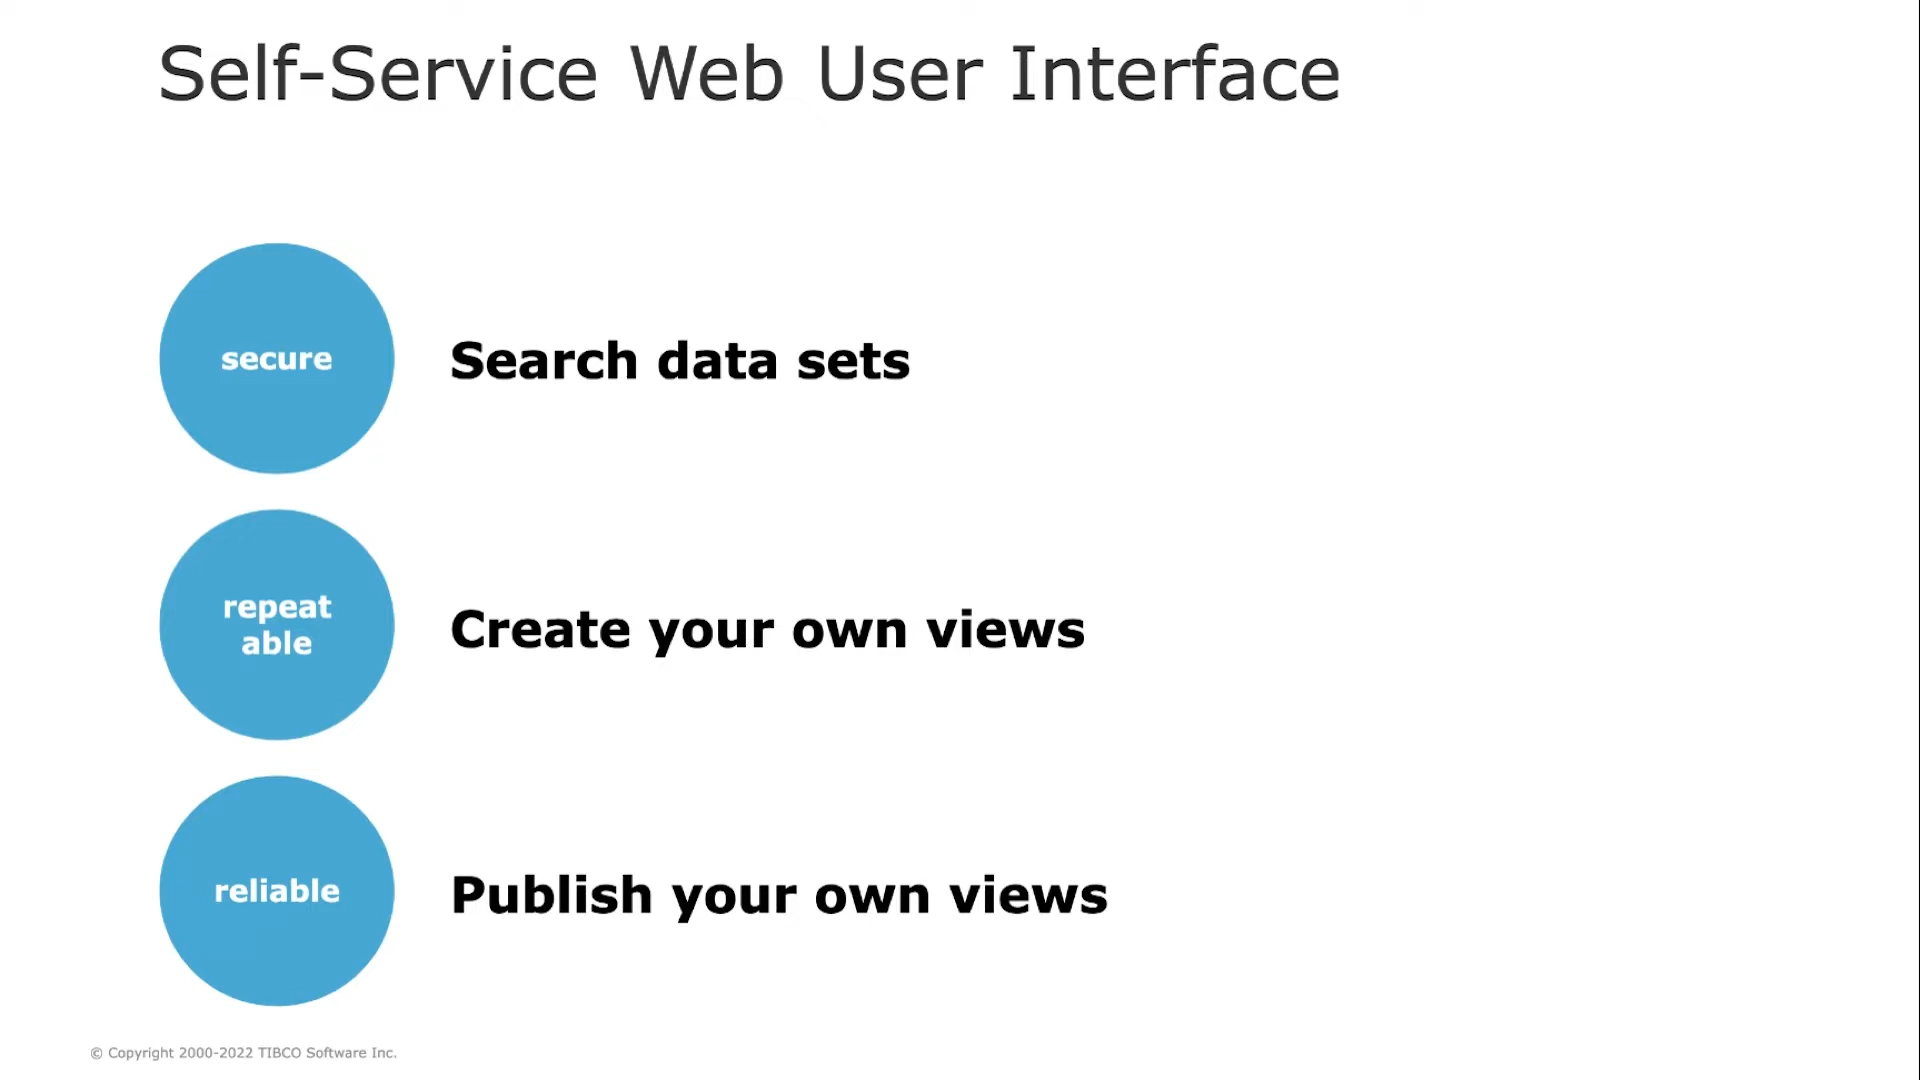 Self-Service Web User Interface
secure
Search data sets
repeat
able
Create your own views
reliable
Publish your own views
© Copyright 2000-2022 TIBCO Software Inc.